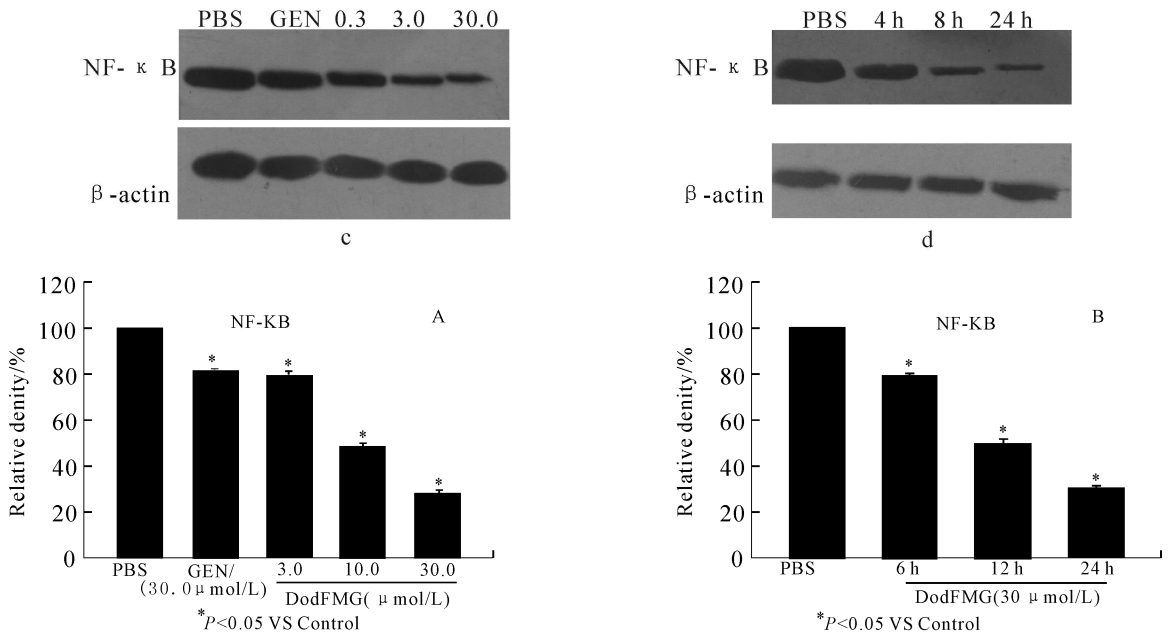 PBS GEN 0.3 3.0 30.0
NF- κ B
β-actin
c
PBS 4 h 8 h 24 h
NF- κ B
β-actin
d
120
100
80
60
40
20
0
Relative denity/%
NF-KB A
* * * *
PBS GEN/ 3.0 10.0 30.0
(30.0μmol/L)
DodFMG( μmol/L)
*P<0.05 VS Control
120
100
80
60
40
20
0
Relative denity/%
NF-KB B
* * *
PBS 6 h 12 h 24 h
DodFMG(30 μmol/L)
*P<0.05 VS Control